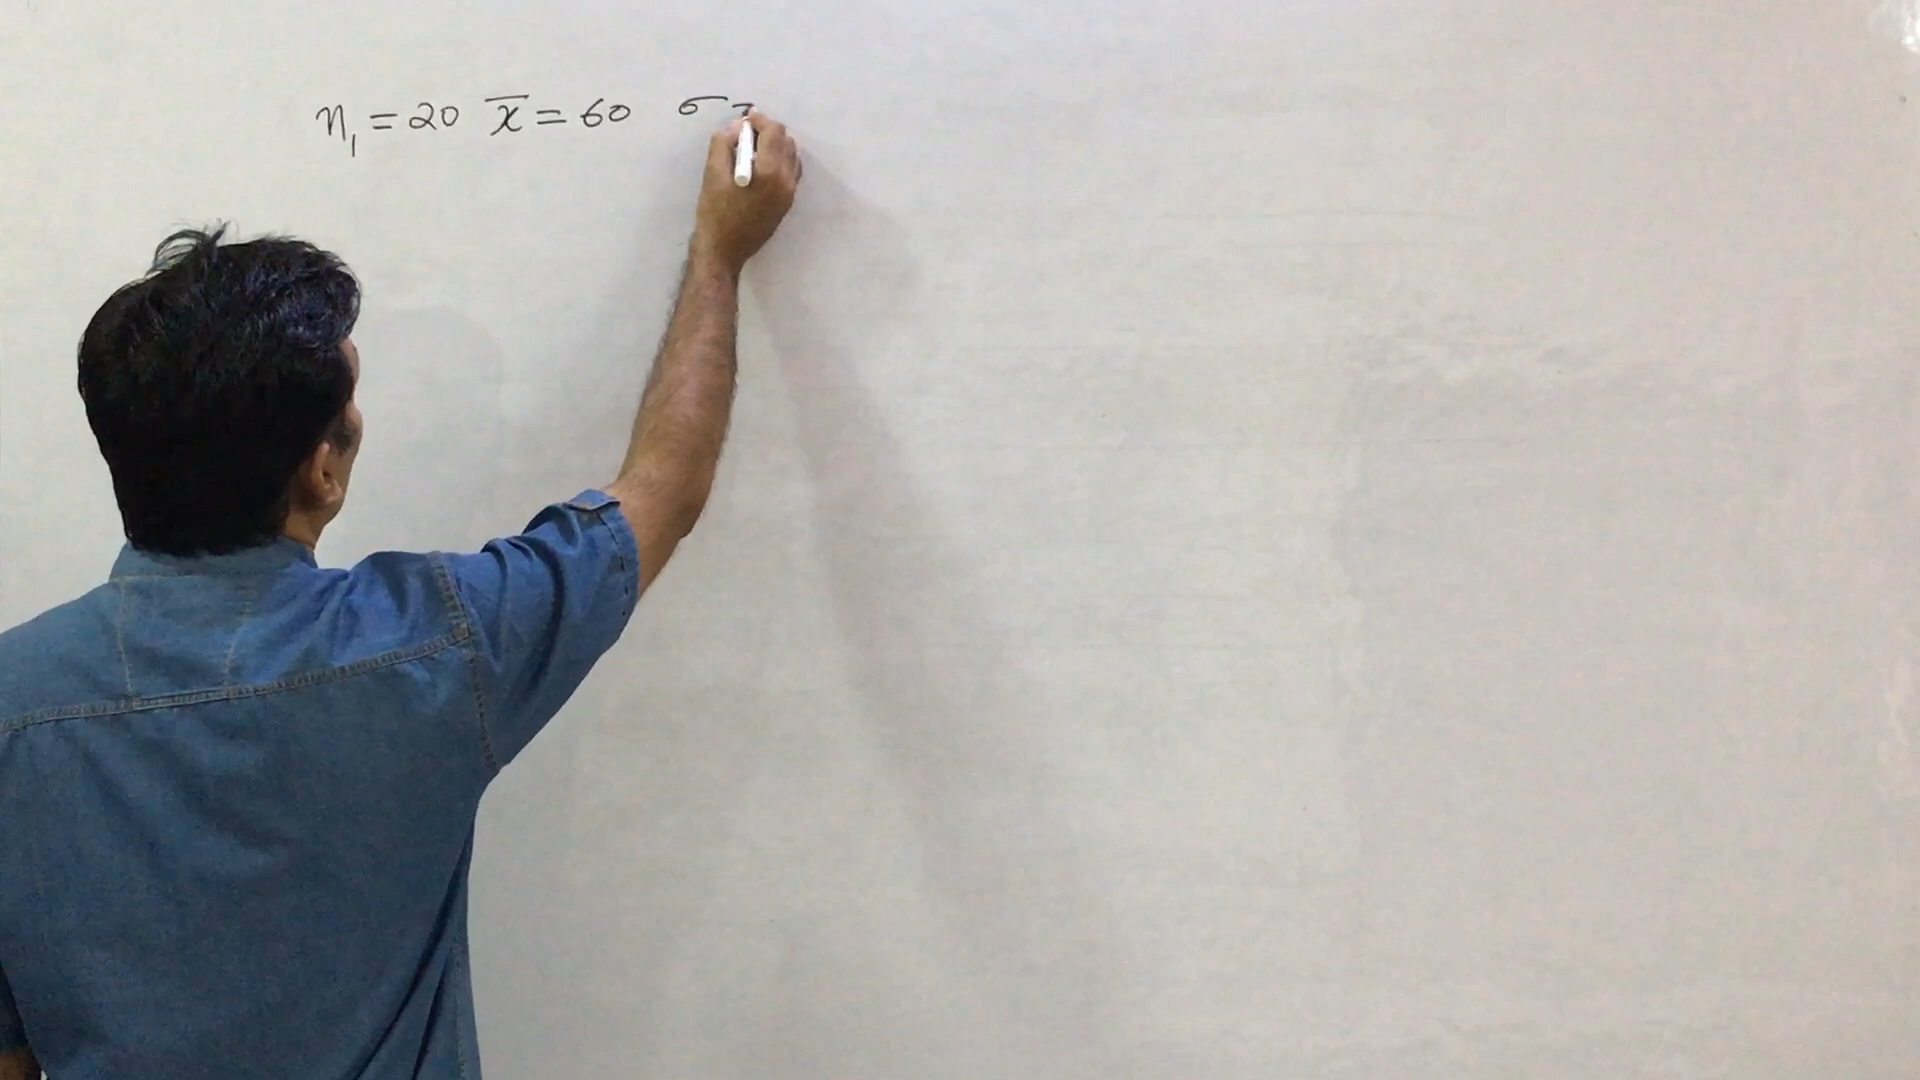 n₁ = 20 x̄ = 60 σ